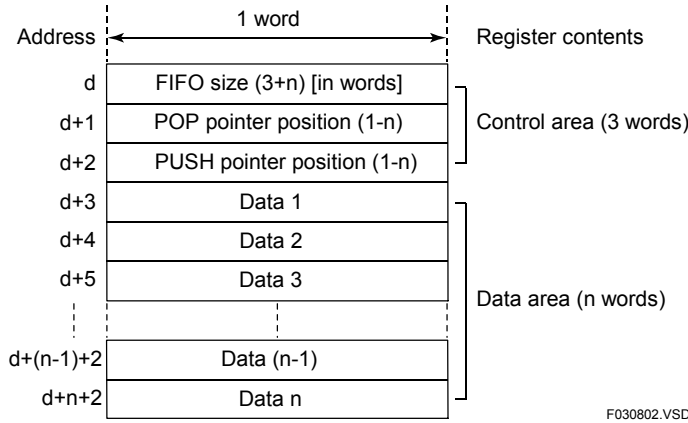 1 word
Address
Register contents
d
FIFO size (3+n) [in words]
d+1
POP pointer position (1-n)
Control area (3 words)
d+2
PUSH pointer position (1-n)
d+3
Data 1
d+4
Data 2
d+5
Data 3
Data area (n words)
d+(n-1)+2
Data (n-1)
d+n+2
Data n
F030802.VSD